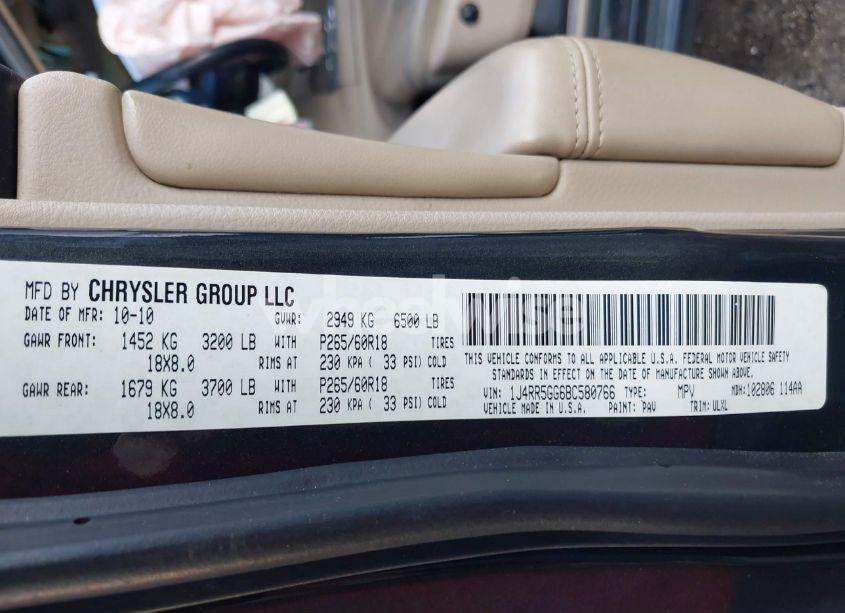 MFD BY CHRYSLER GROUP LLC
DATE OF MFR: 10-10 GVWR: 2949 KG 6500 LB
GAWR FRONT: 1452 KG 3200 LB WITH P265/60R18 TIRES
18X8.0 RIMS AT 230 KPA ( 33 PSI) COLD
GAWR REAR: 1679 KG 3700 LB WITH P265/60R18 TIRES
18X8.0 RIMS AT 230 KPA ( 33 PSI) COLD
THIS VEHICLE CONFORMS TO ALL APPLICABLE U.S.A. FEDERAL MOTOR VEHICLE SAFETY
STANDARDS IN EFFECT ON THE DATE OF MANUFACTURE SHOWN ABOVE.
VIN: 1J4RR5GG6BC580766 TYPE: MPV MDH: 102806 114AA
VEHICLE MADE IN U.S.A. PAINT: PAV TRIM: ULXL
wheelwise